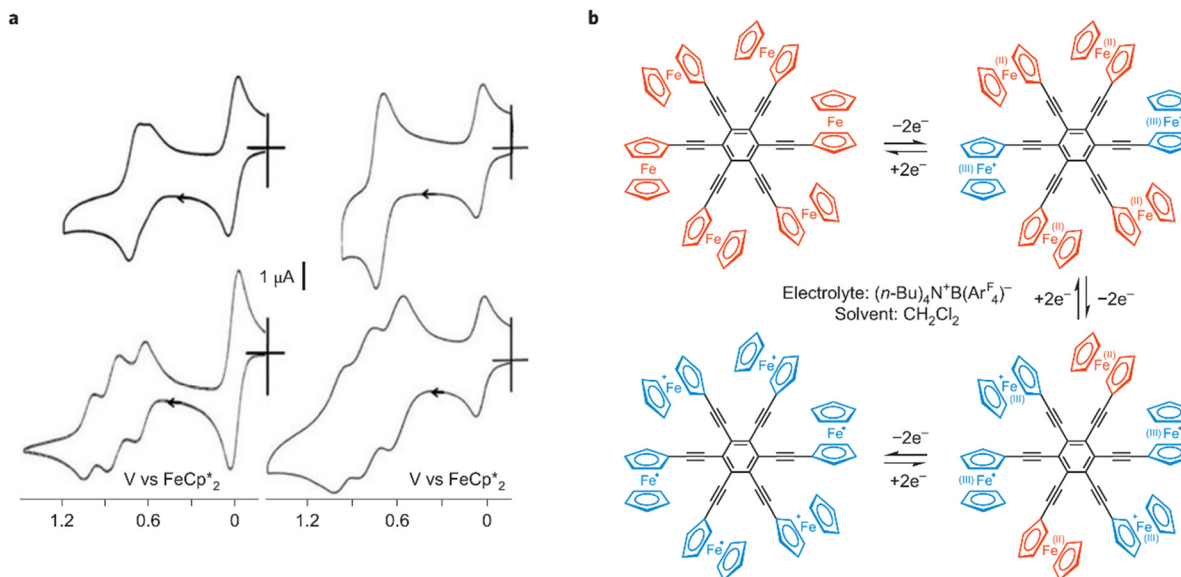 a
1 μA
V vs FeCp*2
V vs FeCp*2
1.2 0.6 0 1.2 0.6 0
b
Fe
Fe
Fe
Fe
Fe
Fe
−2e−
+2e−
(II)
Fe
Fe(II)
(III)Fe+
(III)Fe+
Fe(II)
Fe(II)
Electrolyte: (n-Bu)4N+B(ArF4)−
Solvent: CH2Cl2
+2e−
−2e−
+
Fe
Fe+
Fe+
Fe+
Fe+
Fe+
−2e−
+2e−
+
Fe
(III)
Fe(II)
(III)Fe+
(III)Fe+
Fe(II)
+
Fe
(III)